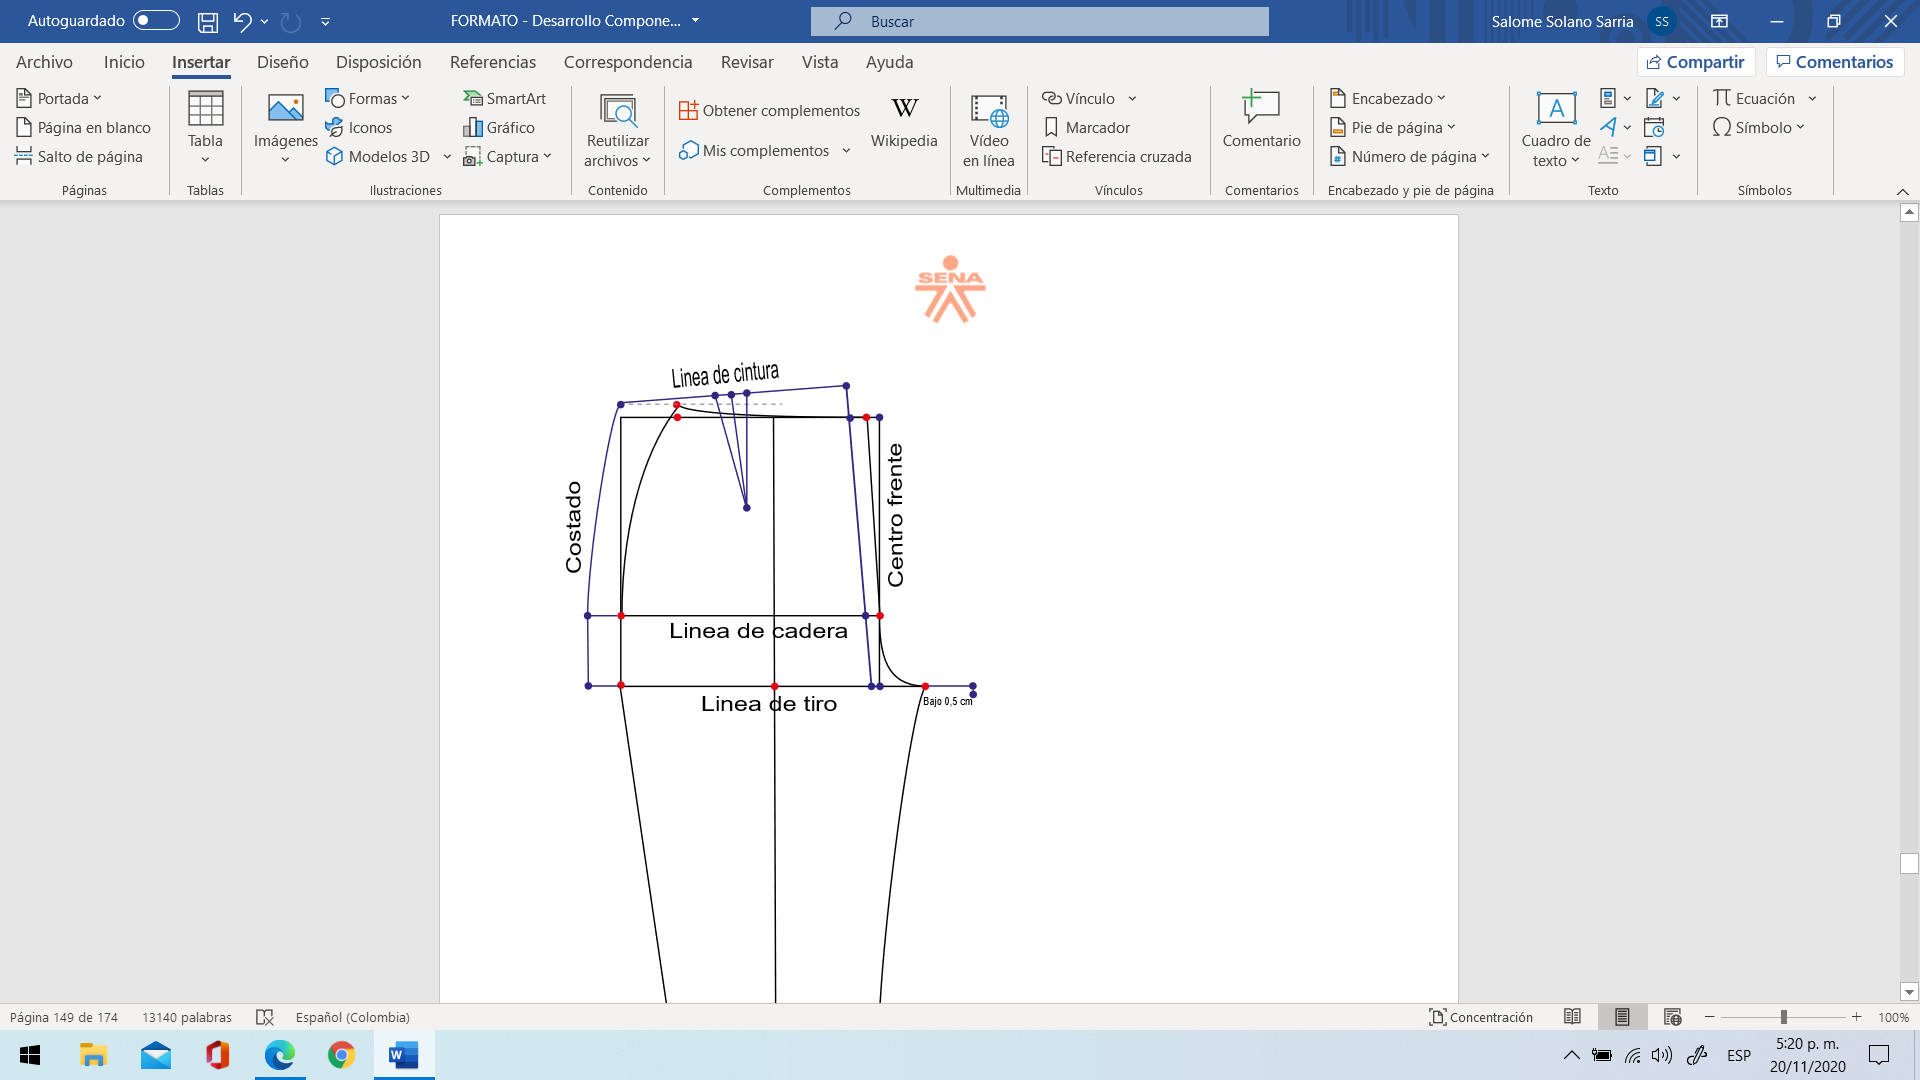 Autoguardado
FORMATO - Desarrollo Compone...
Buscar
Salome Solano Sarria
SS
Archivo Inicio Insertar Diseño Disposición Referencias Correspondencia Revisar Vista Ayuda
Compartir
Comentarios
Portada
Página en blanco
Salto de página
Páginas
Tabla
Tablas
Imágenes
Formas
Iconos
Modelos 3D
SmartArt
Gráfico
Captura
Ilustraciones
Reutilizar
archivos
Contenido
Obtener complementos
Mis complementos
W
Wikipedia
Complementos
Vídeo
en línea
Multimedia
Vínculo
Marcador
Referencia cruzada
Vínculos
Comentario
Comentarios
Encabezado
Pie de página
Número de página
Encabezado y pie de página
Cuadro de
texto
Texto
Ecuación
Símbolo
Símbolos
SENA
Linea de cintura
Costado
Centro frente
Linea de cadera
Linea de tiro
Bajo 0,5 cm
Página 149 de 174
13140 palabras
Español (Colombia)
Concentración
100%
ESP
5:20 p. m.
20/11/2020